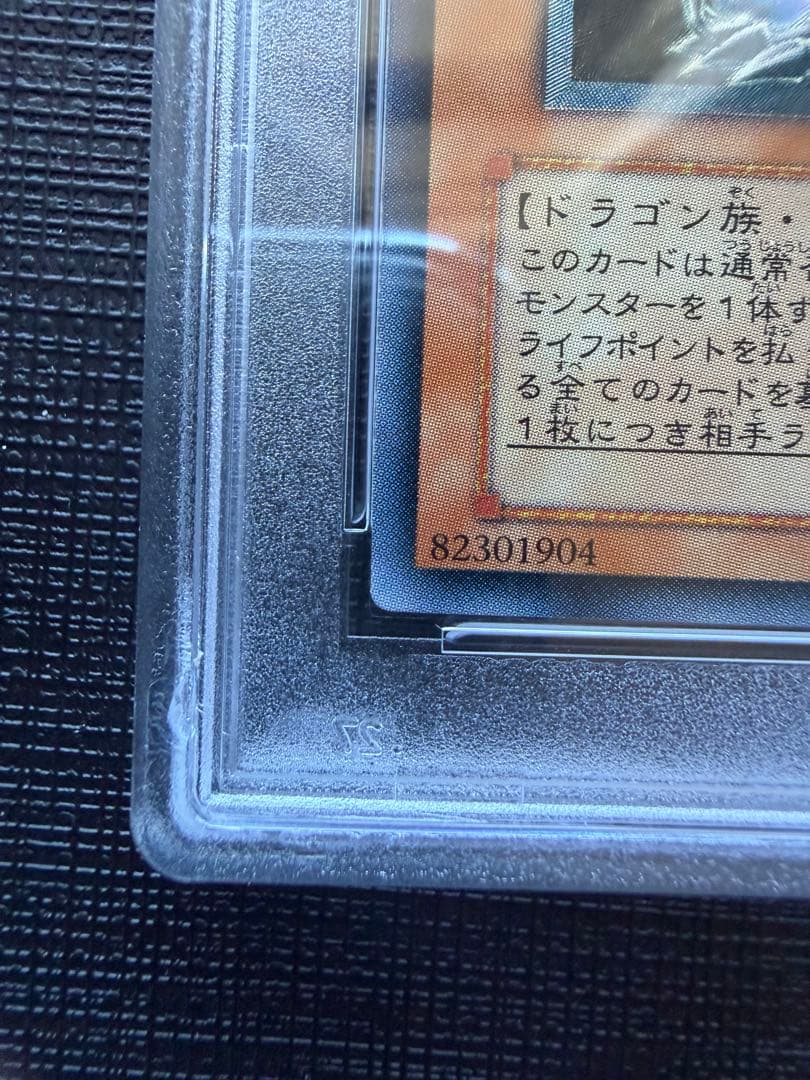 【ドラゴン族・
このカードは通常
モンスターを1体す
ライフポイントを払
る全てのカードを
1枚につき相手ラ
82301904
27